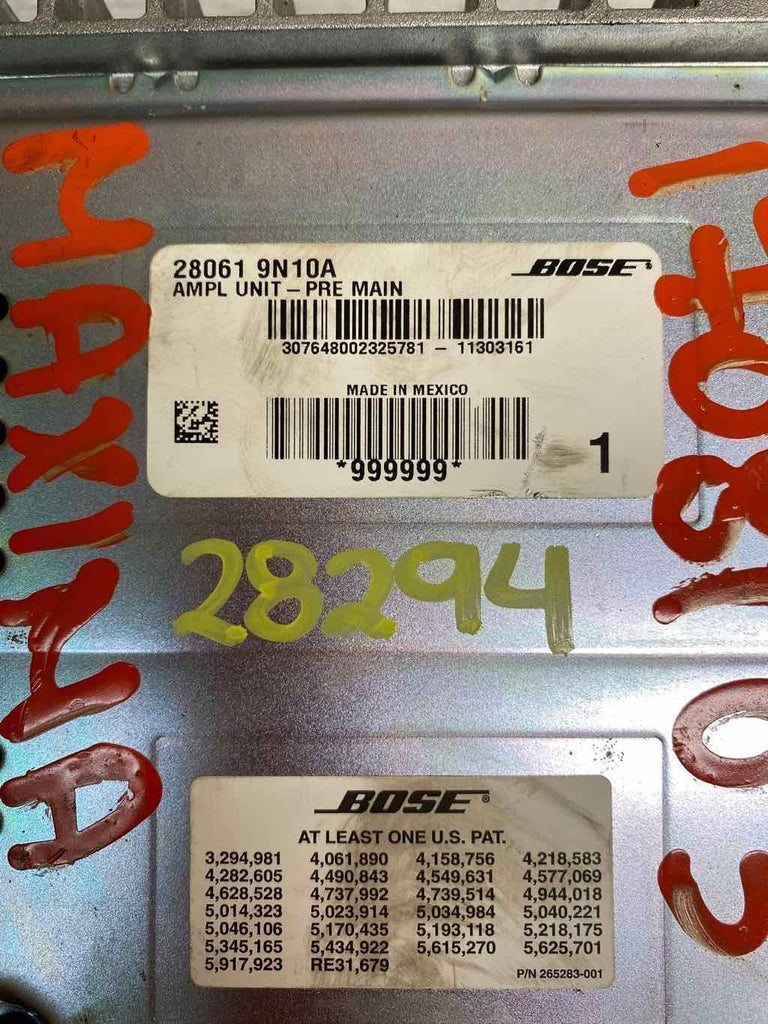 MAXIMA
28061 9N10A BOSE®
AMPL UNIT – PRE MAIN
307648002325781 – 11303161
MADE IN MEXICO
*999999*
1
28294
BOSE®
AT LEAST ONE U.S. PAT.
3,294,981 4,061,890 4,158,756 4,218,583
4,282,605 4,490,843 4,549,631 4,577,069
4,628,528 4,737,992 4,739,514 4,944,018
5,014,323 5,023,914 5,034,984 5,040,221
5,046,106 5,170,435 5,193,118 5,218,175
5,345,165 5,434,922 5,615,270 5,625,701
5,917,923 RE31,679
P/N 265283-001